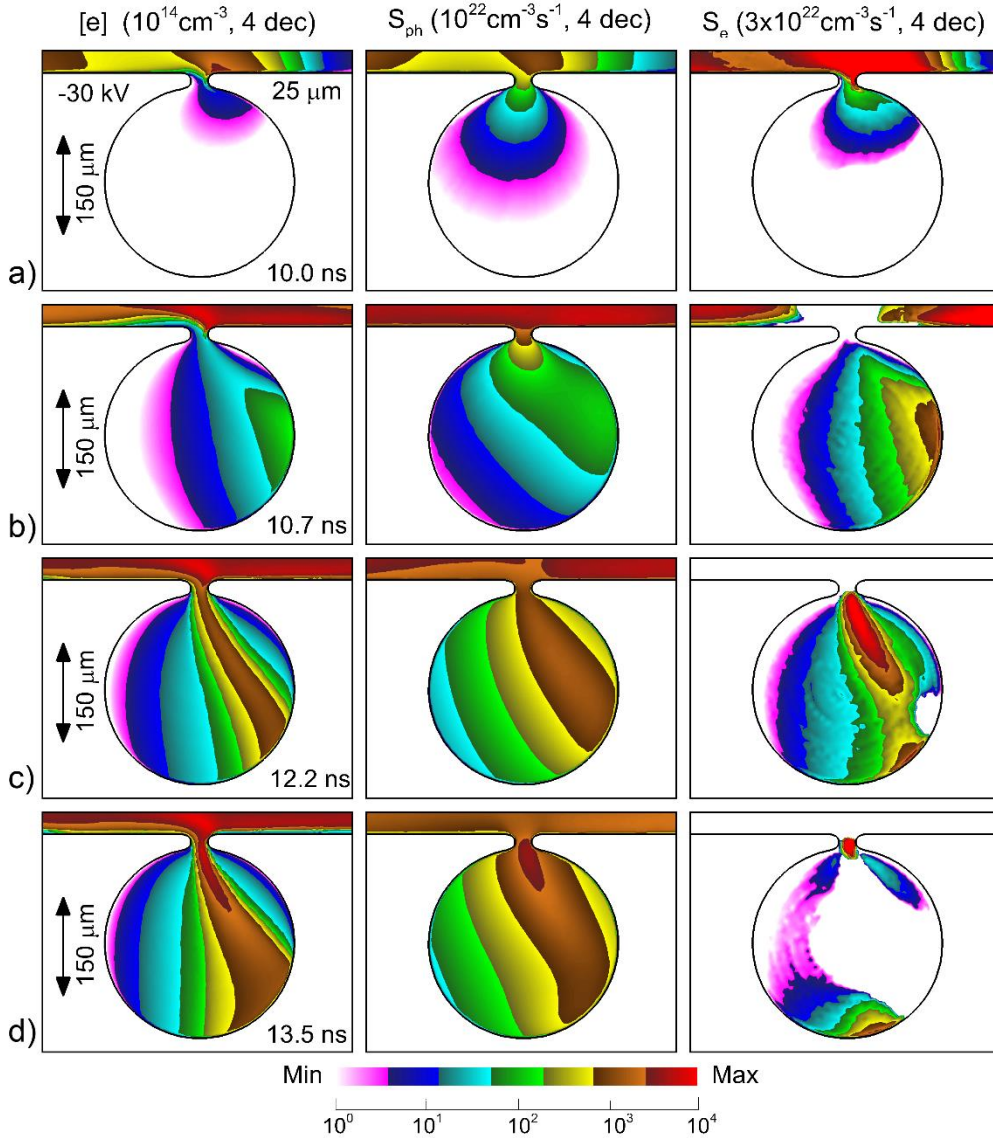 [e] (10¹⁴cm⁻³, 4 dec) S_ph (10²²cm⁻³s⁻¹, 4 dec) S_e (3x10²²cm⁻³s⁻¹, 4 dec)
-30 kV 25 μm
150 μm
a) 10.0 ns
150 μm
b) 10.7 ns
150 μm
c) 12.2 ns
150 μm
d) 13.5 ns
Min Max
10⁰ 10¹ 10² 10³ 10⁴